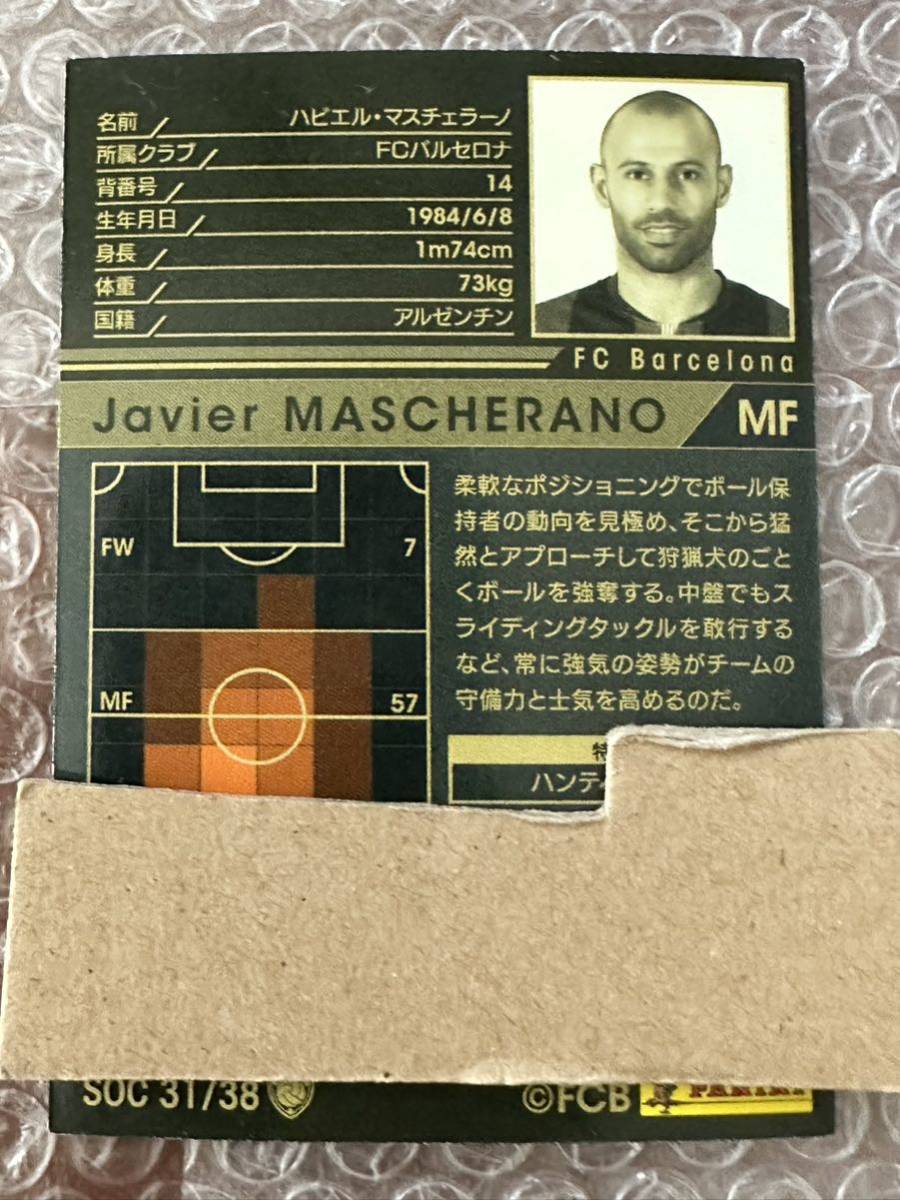 名前 ハビエル・マスチェラーノ
所属クラブ FCバルセロナ
背番号 14
生年月日 1984/6/8
身長 1m74cm
体重 73kg
国籍 アルゼンチン
FC Barcelona
Javier MASCHERANO MF
FW 7
MF 57
柔軟なポジショニングでボール保
持者の動向を見極め、そこから猛
然とアプローチして狩猟犬のごと
くボールを強奪する。中盤でもス
ライディングタックルを敢行する
など、常に強気の姿勢がチームの
守備力と士気を高めるのだ。
特
ハンティ
SOC 31/38
©FCB
PANINI